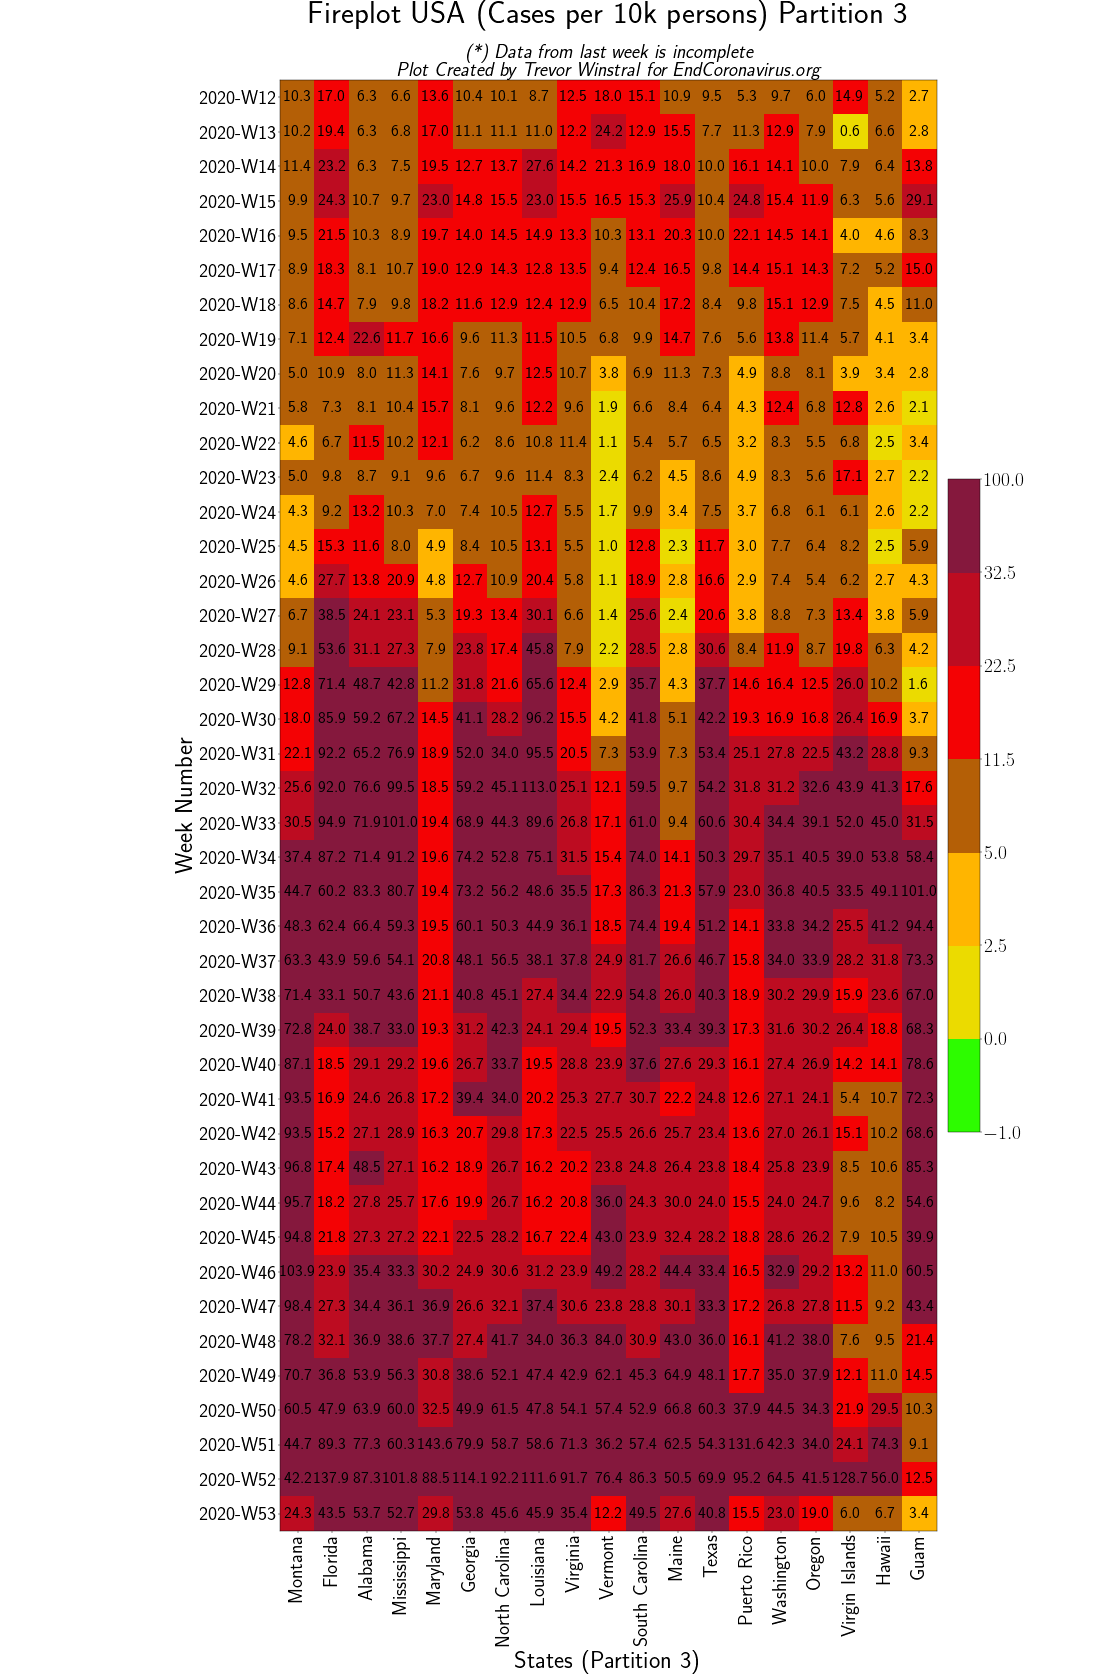 Fireplot USA (Cases per 10k persons) Partition 3
(*) Data from last week is incomplete
Plot Created by Trevor Winstral for EndCoronavirus.org
2020-W12 10.3 17.0 6.3 6.6 13.6 10.4 10.1 8.7 12.5 18.0 15.1 10.9 9.5 5.3 9.7 6.0 14.9 5.2 2.7
2020-W13 10.2 19.4 6.3 6.8 17.0 11.1 11.1 11.0 12.2 24.2 12.9 15.5 7.7 11.3 12.9 7.9 0.6 6.6 2.8
2020-W14 11.4 23.2 6.3 7.5 19.5 12.7 13.7 27.6 14.2 21.3 16.9 18.0 10.0 16.1 14.1 10.0 7.9 6.4 13.8
2020-W15 9.9 24.3 10.7 9.7 23.0 14.8 15.5 23.0 15.5 16.5 15.3 25.9 10.4 24.8 15.4 11.9 6.3 5.6 29.1
2020-W16 9.5 21.5 10.3 8.9 19.7 14.0 14.5 14.9 13.3 10.3 13.1 20.3 10.0 22.1 14.5 14.1 4.0 4.6 8.3
2020-W17 8.9 18.3 8.1 10.7 19.0 12.9 14.3 12.8 13.5 9.4 12.4 16.5 9.8 14.4 15.1 14.3 7.2 5.2 15.0
2020-W18 8.6 14.7 7.9 9.8 18.2 11.6 12.9 12.4 12.9 6.5 10.4 17.2 8.4 9.8 15.1 12.9 7.5 4.5 11.0
2020-W19 7.1 12.4 22.6 11.7 16.6 9.6 11.3 11.5 10.5 6.8 9.9 14.7 7.6 5.6 13.8 11.4 5.7 4.1 3.4
2020-W20 5.0 10.9 8.0 11.3 14.1 7.6 9.7 12.5 10.7 3.8 6.9 11.3 7.3 4.9 8.8 8.1 3.9 3.4 2.8
2020-W21 5.8 7.3 8.1 10.4 15.7 8.1 9.6 12.2 9.6 1.9 6.6 8.4 6.4 4.3 12.4 6.8 12.8 2.6 2.1
2020-W22 4.6 6.7 11.5 10.2 12.1 6.2 8.6 10.8 11.4 1.1 5.4 5.7 6.5 3.2 8.3 5.5 6.8 2.5 3.4
2020-W23 5.0 9.8 8.7 9.1 9.6 6.7 9.6 11.4 8.3 2.4 6.2 4.5 8.6 4.9 8.3 5.6 17.1 2.7 2.2
2020-W24 4.3 9.2 13.2 10.3 7.0 7.4 10.5 12.7 5.5 1.7 9.9 3.4 7.5 3.7 6.8 6.1 6.1 2.6 2.2
2020-W25 4.5 15.3 11.6 8.0 4.9 8.4 10.5 13.1 5.5 1.0 12.8 2.3 11.7 3.0 7.7 6.4 8.2 2.5 5.9
2020-W26 4.6 27.7 13.8 20.9 4.8 12.7 10.9 20.4 5.8 1.1 18.9 2.8 16.6 2.9 7.4 5.4 6.2 2.7 4.3
2020-W27 6.7 38.5 24.1 23.1 5.3 19.3 13.4 30.1 6.6 1.4 25.6 2.4 20.6 3.8 8.8 7.3 13.4 3.8 5.9
2020-W28 9.1 53.6 31.1 27.3 7.9 23.8 17.4 45.8 7.9 2.2 28.5 2.8 30.6 8.4 11.9 8.7 19.8 6.3 4.2
2020-W29 12.8 71.4 48.7 42.8 11.2 31.8 21.6 65.6 12.4 2.9 35.7 4.3 37.7 14.6 16.4 12.5 26.0 10.2 1.6
2020-W30 18.0 85.9 59.2 67.2 14.5 41.1 28.2 96.2 15.5 4.2 41.8 5.1 42.2 19.3 16.9 16.8 26.4 16.9 3.7
2020-W31 22.1 92.2 65.2 76.9 18.9 52.0 34.0 95.5 20.5 7.3 53.9 7.3 53.4 25.1 27.8 22.5 43.2 28.8 9.3
2020-W32 25.6 92.0 76.6 99.5 18.5 59.2 45.1 113.0 25.1 12.1 59.5 9.7 54.2 31.8 31.2 32.6 43.9 41.3 17.6
2020-W33 30.5 94.9 71.9 101.0 19.4 68.9 44.3 89.6 26.8 17.1 61.0 9.4 60.6 30.4 34.4 39.1 52.0 45.0 31.5
2020-W34 37.4 87.2 71.4 91.2 19.6 74.2 52.8 75.1 31.5 15.4 74.0 14.1 50.3 29.7 35.1 40.5 39.0 53.8 58.4
2020-W35 44.7 60.2 83.3 80.7 19.4 73.2 56.2 48.6 35.5 17.3 86.3 21.3 57.9 23.0 36.8 40.5 33.5 49.1 101.0
2020-W36 48.3 62.4 66.4 59.3 19.5 60.1 50.3 44.9 36.1 18.5 74.4 19.4 51.2 14.1 33.8 34.2 25.5 41.2 94.4
2020-W37 63.3 43.9 59.6 54.1 20.8 48.1 56.5 38.1 37.8 24.9 81.7 26.6 46.7 15.8 34.0 33.9 28.2 31.8 73.3
2020-W38 71.4 33.1 50.7 43.6 21.1 40.8 45.1 27.4 34.4 22.9 54.8 26.0 40.3 18.9 30.2 29.9 15.9 23.6 67.0
2020-W39 72.8 24.0 38.7 33.0 19.3 31.2 42.3 24.1 29.4 19.5 52.3 33.4 39.3 17.3 31.6 30.2 26.4 18.8 68.3
2020-W40 87.1 18.5 29.1 29.2 19.6 26.7 33.7 19.5 28.8 23.9 37.6 27.6 29.3 16.1 27.4 26.9 14.2 14.1 78.6
2020-W41 93.5 16.9 24.6 26.8 17.2 39.4 34.0 20.2 25.3 27.7 30.7 22.2 24.8 12.6 27.1 24.1 5.4 10.7 72.3
2020-W42 93.5 15.2 27.1 28.9 16.3 20.7 29.8 17.3 22.5 25.5 26.6 25.7 23.4 13.6 27.0 26.1 15.1 10.2 68.6
2020-W43 96.8 17.4 48.5 27.1 16.2 18.9 26.7 16.2 20.2 23.8 24.8 26.4 23.8 18.4 25.8 23.9 8.5 10.6 85.3
2020-W44 95.7 18.2 27.8 25.7 17.6 19.9 26.7 16.2 20.8 36.0 24.3 30.0 24.0 15.5 24.0 24.7 9.6 8.2 54.6
2020-W45 94.8 21.8 27.3 27.2 22.1 22.5 28.2 16.7 22.4 43.0 23.9 32.4 28.2 18.8 28.6 26.2 7.9 10.5 39.9
2020-W46 103.9 23.9 35.4 33.3 30.2 24.9 30.6 31.2 23.9 49.2 28.2 44.4 33.4 16.5 32.9 29.2 13.2 11.0 60.5
2020-W47 98.4 27.3 34.4 36.1 36.9 26.6 32.1 37.4 30.6 23.8 28.8 30.1 33.3 17.2 26.8 27.8 11.5 9.2 43.4
2020-W48 78.2 32.1 36.9 38.6 37.7 27.4 41.7 34.0 36.3 84.0 30.9 43.0 36.0 16.1 41.2 38.0 7.6 9.5 21.4
2020-W49 70.7 36.8 53.9 56.3 30.8 38.6 52.1 47.4 42.9 62.1 45.3 64.9 48.1 17.7 35.0 37.9 12.1 11.0 14.5
2020-W50 60.5 47.9 63.9 60.0 32.5 49.9 61.5 47.8 54.1 57.4 52.9 66.8 60.3 37.9 44.5 34.3 21.9 29.5 10.3
2020-W51 44.7 89.3 77.3 60.3 143.6 79.9 58.7 58.6 71.3 36.2 57.4 62.5 54.3 131.6 42.3 34.0 24.1 74.3 9.1
2020-W52 42.2 137.9 87.3 101.8 88.5 114.1 92.2 111.6 91.7 76.4 86.3 50.5 69.9 95.2 64.5 41.5 128.7 56.0 12.5
2020-W53 24.3 43.5 53.7 52.7 29.8 53.8 45.6 45.9 35.4 12.2 49.5 27.6 40.8 15.5 23.0 19.0 6.0 6.7 3.4
Week Number
Montana
Florida
Alabama
Mississippi
Maryland
Georgia
North Carolina
Louisiana
Virginia
Vermont
South Carolina
Maine
Texas
Puerto Rico
Washington
Oregon
Virgin Islands
Hawaii
Guam
States (Partition 3)
100.0
32.5
22.5
11.5
5.0
2.5
0.0
−1.0